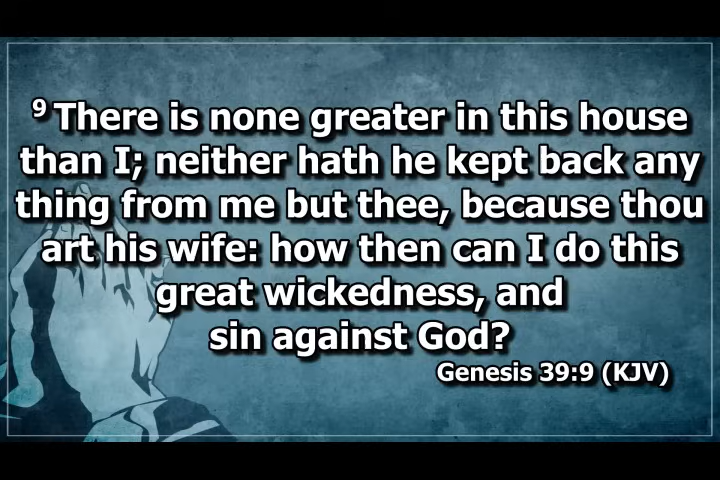 9 There is none greater in this house
than I; neither hath he kept back any
thing from me but thee, because thou
art his wife: how then can I do this
great wickedness, and
sin against God?
Genesis 39:9 (KJV)